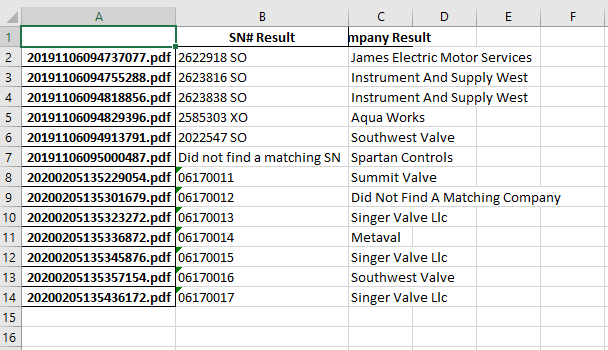 A B C D E F
1 SN# Result mpany Result
2 20191106094737077.pdf 2622918 SO James Electric Motor Services
3 20191106094755288.pdf 2623816 SO Instrument And Supply West
4 20191106094818856.pdf 2623838 SO Instrument And Supply West
5 20191106094829396.pdf 2585303 XO Aqua Works
6 20191106094913791.pdf 2022547 SO Southwest Valve
7 20191106095000487.pdf Did not find a matching SN Spartan Controls
8 20200205135229054.pdf 06170011 Summit Valve
9 20200205135301679.pdf 06170012 Did Not Find A Matching Company
10 20200205135323272.pdf 06170013 Singer Valve Llc
11 20200205135336872.pdf 06170014 Metaval
12 20200205135345876.pdf 06170015 Singer Valve Llc
13 20200205135357154.pdf 06170016 Southwest Valve
14 20200205135436172.pdf 06170017 Singer Valve Llc
15
16